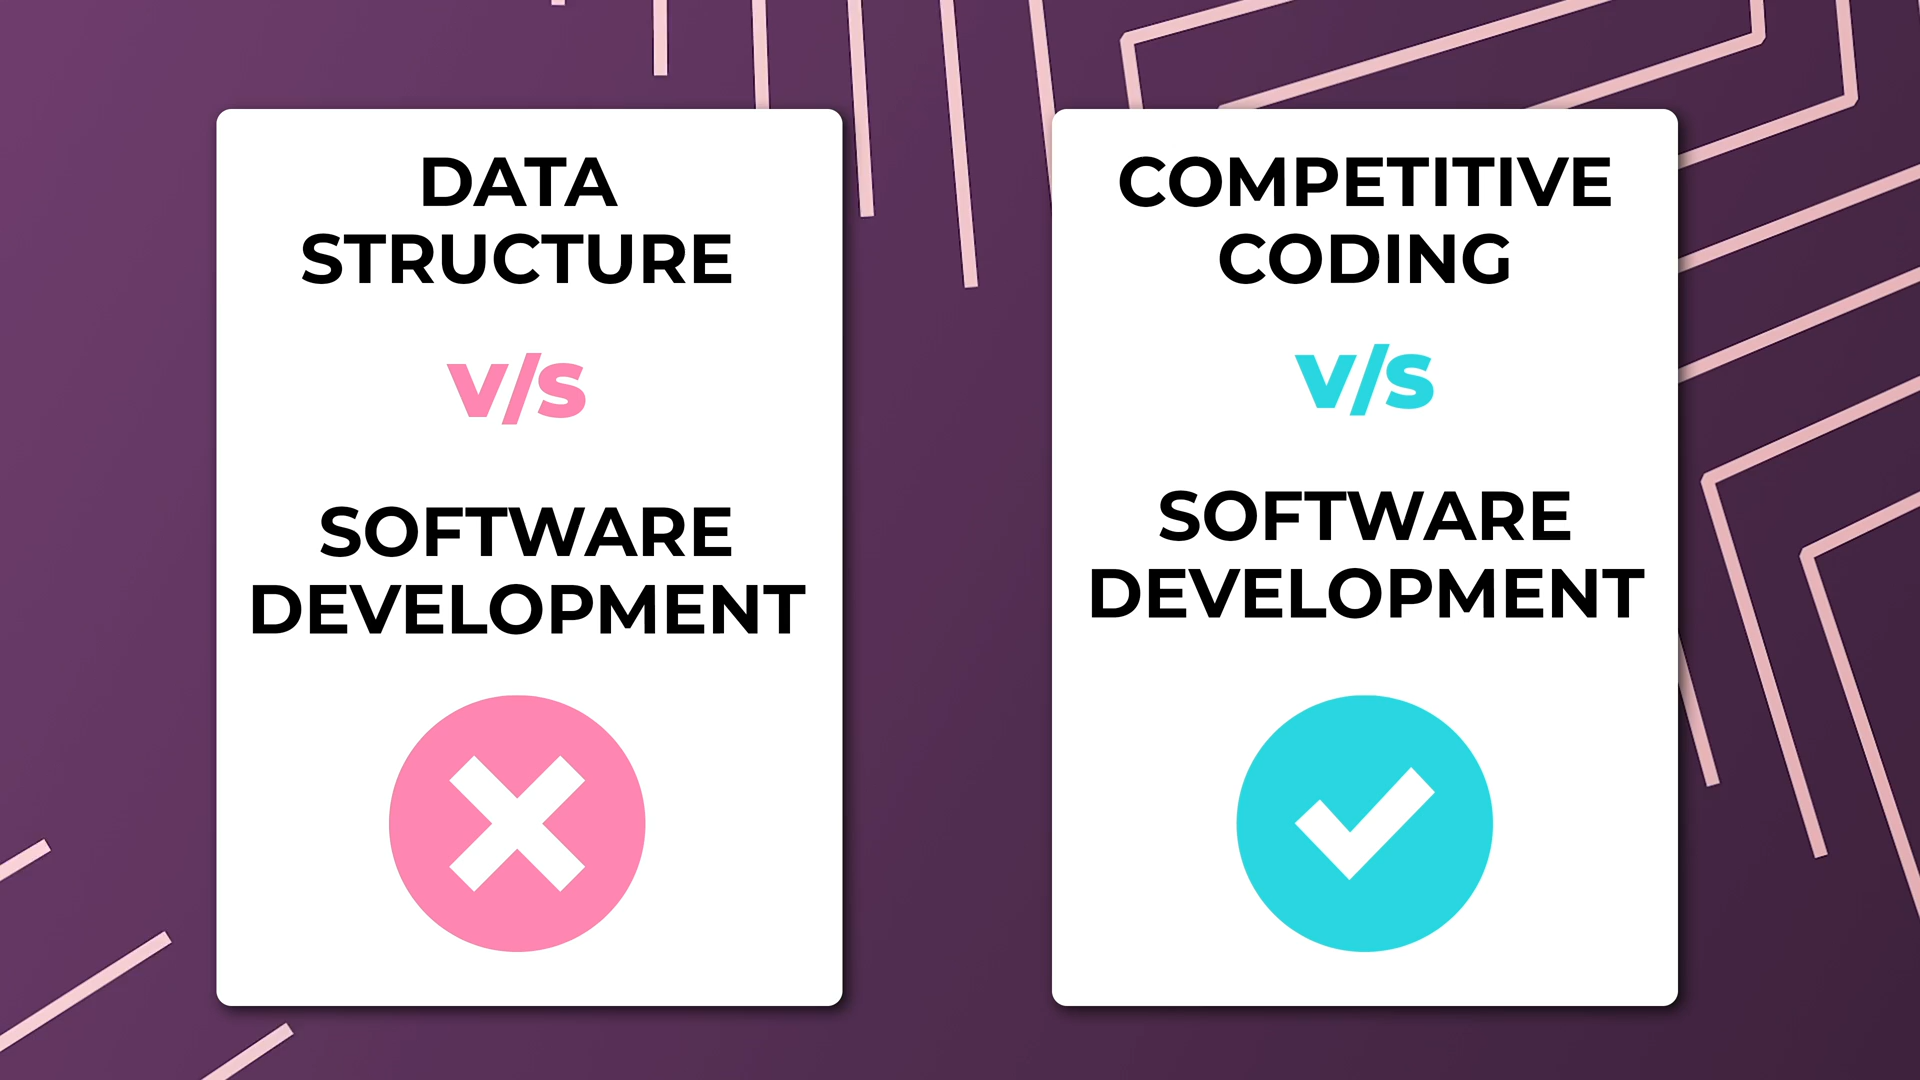 DATA
STRUCTURE
v/s
SOFTWARE
DEVELOPMENT
COMPETITIVE
CODING
v/s
SOFTWARE
DEVELOPMENT